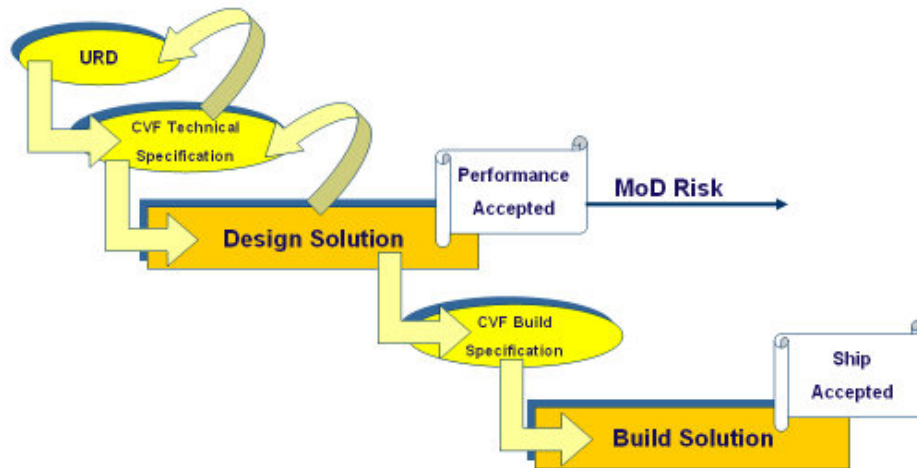 URD
CVF Technical
Specification
Performance
Accepted
MoD Risk
Design Solution
CVF Build
Specification
Ship
Accepted
Build Solution